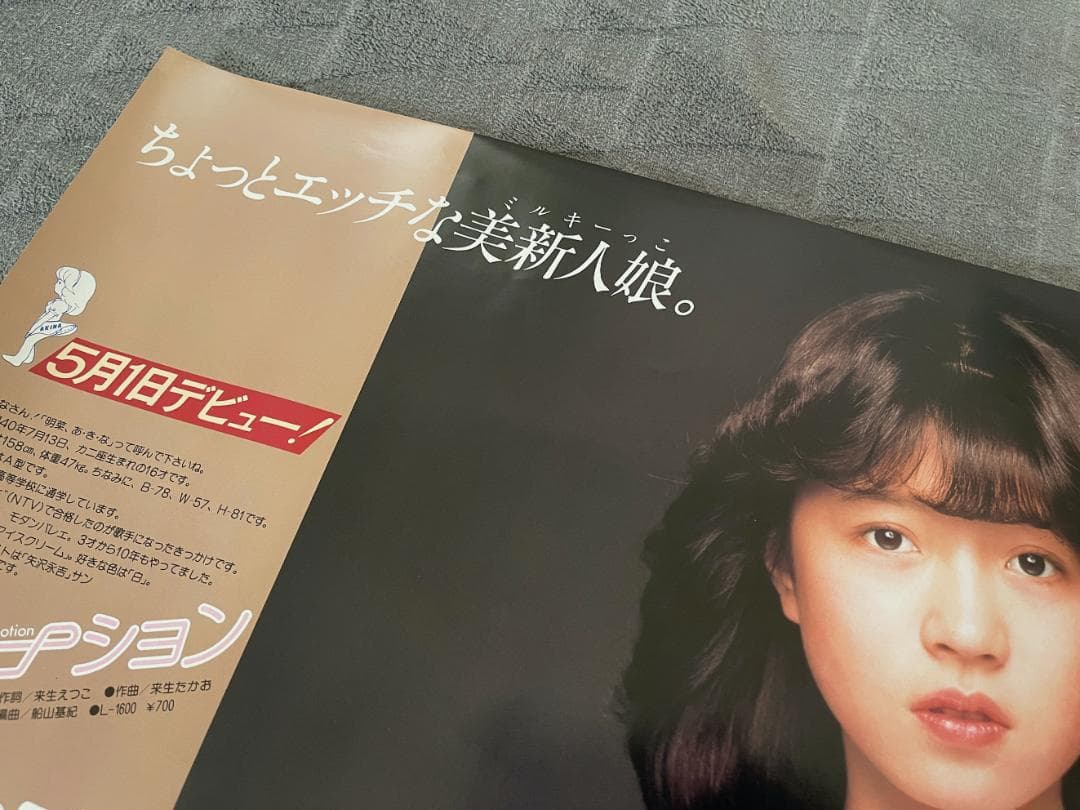 ちょっとエッチな美新人娘。
ミルキーっこ
AKINA
5月1日デビュー!
なさん!「明菜、あ・き・な」って呼んで下さいね。
40年7月13日、カニ座生まれの16才です。
158cm、体重47kg。ちなみに、B-78、W-57、H-81です。
A型です。
高等学校に通学しています。
(NTV)で合格したのが歌手になったきっかけです。
モダンバレエ。3才から10年もやってました。
アイスクリーム」。好きな色は「白」。
トは「矢沢永吉」サン
です。
otion
ーション
作詞/来生えつこ ●作曲/来生たかお
編曲/船山基紀 ●L-1600 ¥700